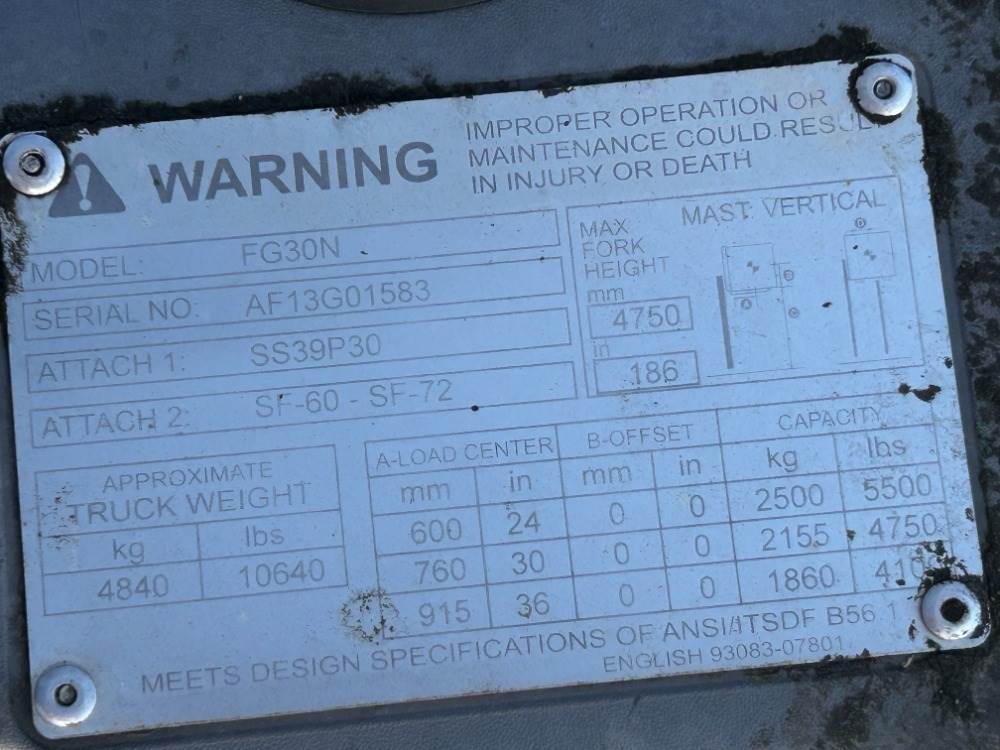 WARNING
IMPROPER OPERATION OR
MAINTENANCE COULD RESULT
IN INJURY OR DEATH
MODEL: FG30N
SERIAL NO: AF13G01583
ATTACH 1: SS39P30
ATTACH 2: SF-60 - SF-72
MAX
FORK
HEIGHT
mm
4750
in
186
MAST VERTICAL
APPROXIMATE
TRUCK WEIGHT
kg lbs
4840 10640
A-LOAD CENTER B-OFFSET CAPACITY
mm in mm in kg lbs
600 24 0 0 2500 5500
760 30 0 0 2155 4750
915 36 0 0 1860
MEETS DESIGN SPECIFICATIONS OF ANSI/ITSDF B56.1
ENGLISH 93083-07801